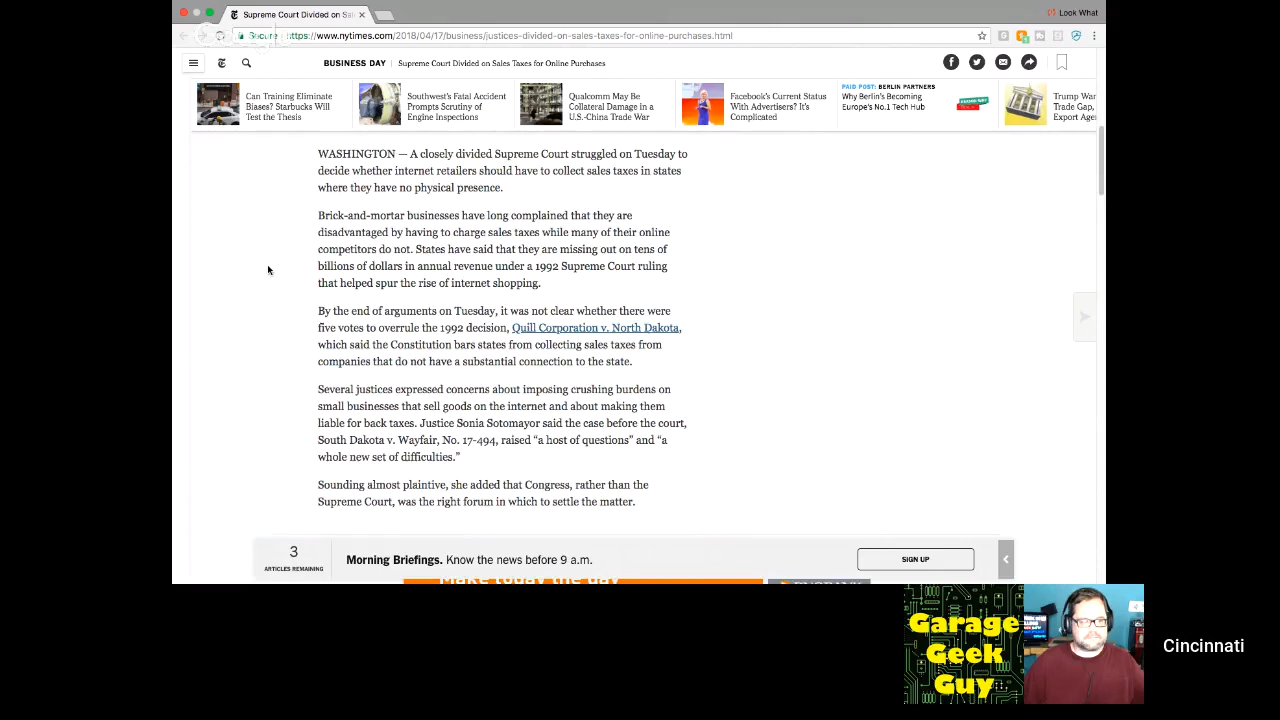 Supreme Court Divided on Sal
Look What
Secure
https://www.nytimes.com/2018/04/17/business/justices-divided-on-sales-taxes-for-online-purchases.html
BUSINESS DAY
Supreme Court Divided on Sales Taxes for Online Purchases
Can Training Eliminate
Biases? Starbucks Will
Test the Thesis
Southwest's Fatal Accident
Prompts Scrutiny of
Engine Inspections
Qualcomm May Be
Collateral Damage in a
U.S.-China Trade War
Facebook's Current Status
With Advertisers? It's
Complicated
PAID POST: BERLIN PARTNERS
Why Berlin's Becoming
Europe's No.1 Tech Hub
Trump War
Trade Gap,
Export Agen
WASHINGTON — A closely divided Supreme Court struggled on Tuesday to
decide whether internet retailers should have to collect sales taxes in states
where they have no physical presence.
Brick-and-mortar businesses have long complained that they are
disadvantaged by having to charge sales taxes while many of their online
competitors do not. States have said that they are missing out on tens of
billions of dollars in annual revenue under a 1992 Supreme Court ruling
that helped spur the rise of internet shopping.
By the end of arguments on Tuesday, it was not clear whether there were
five votes to overrule the 1992 decision, Quill Corporation v. North Dakota,
which said the Constitution bars states from collecting sales taxes from
companies that do not have a substantial connection to the state.
Several justices expressed concerns about imposing crushing burdens on
small businesses that sell goods on the internet and about making them
liable for back taxes. Justice Sonia Sotomayor said the case before the court,
South Dakota v. Wayfair, No. 17-494, raised “a host of questions” and “a
whole new set of difficulties.”
Sounding almost plaintive, she added that Congress, rather than the
Supreme Court, was the right forum in which to settle the matter.
3
ARTICLES REMAINING
Morning Briefings. Know the news before 9 a.m.
SIGN UP
Make today the day
Garage
Geek
Guy
Cincinnati